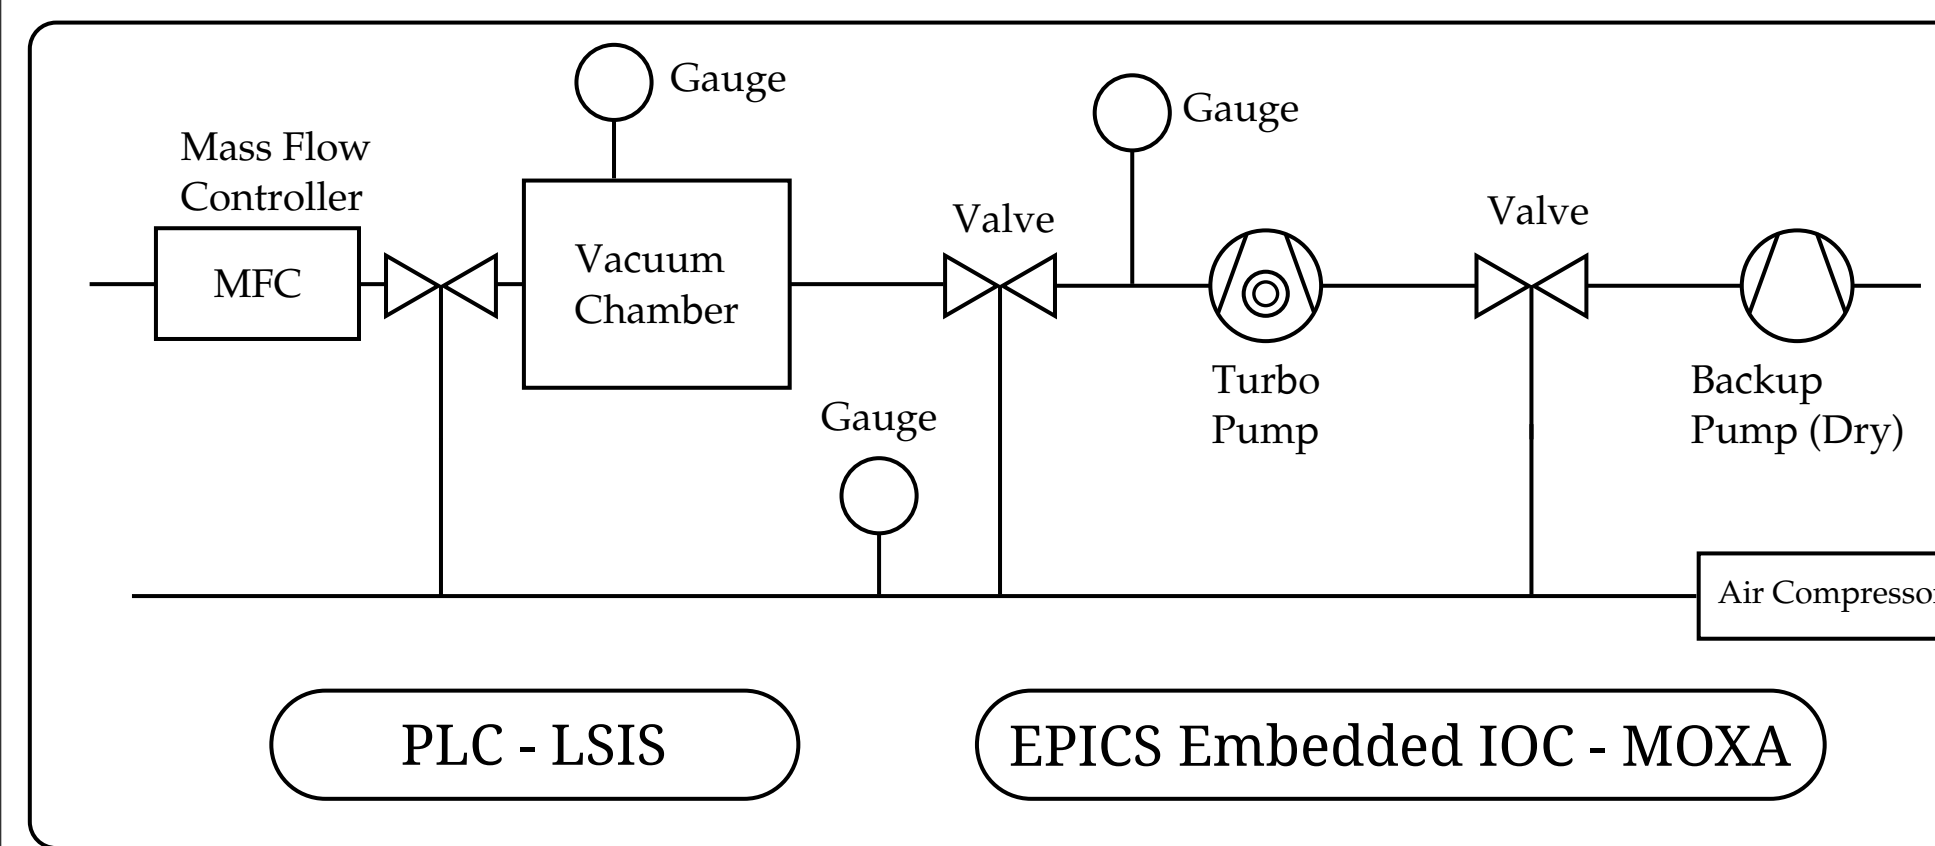 Gauge
Gauge
Mass Flow
Controller
Valve
Valve
MFC
Vacuum
Chamber
Turbo
Pump
Backup
Pump (Dry)
Gauge
Air Compressor
PLC - LSIS
EPICS Embedded IOC - MOXA